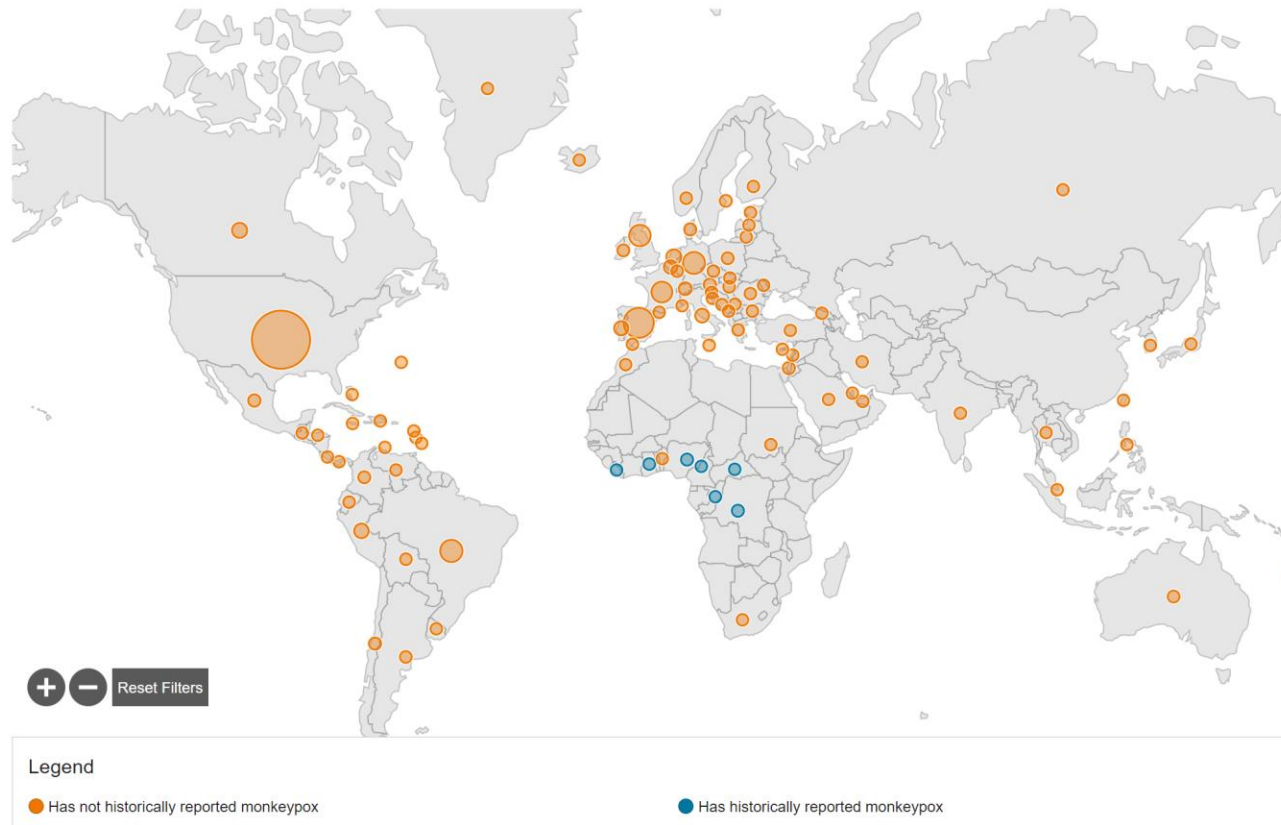 Reset Filters
Legend
Has not historically reported monkeypox
Has historically reported monkeypox